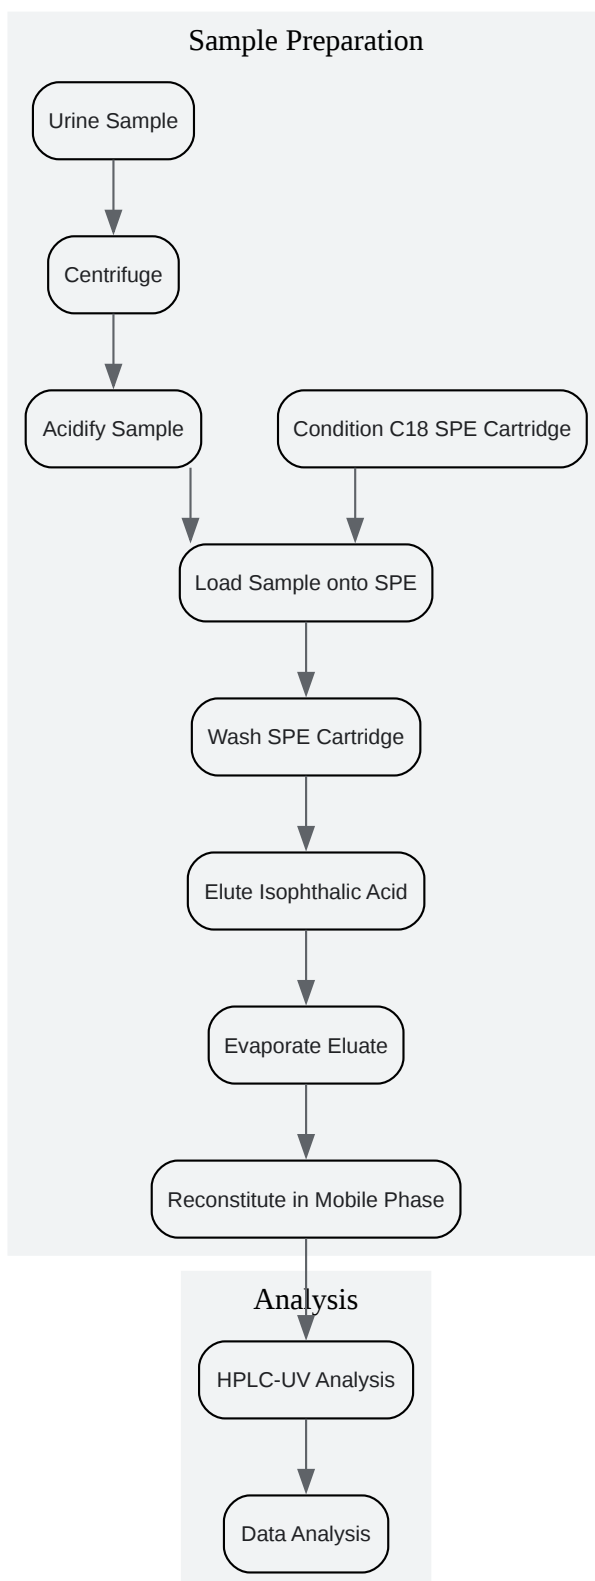 Sample Preparation
Urine Sample
Centrifuge
Acidify Sample
Condition C18 SPE Cartridge
Load Sample onto SPE
Wash SPE Cartridge
Elute Isophthalic Acid
Evaporate Eluate
Reconstitute in Mobile Phase
Analysis
HPLC-UV Analysis
Data Analysis